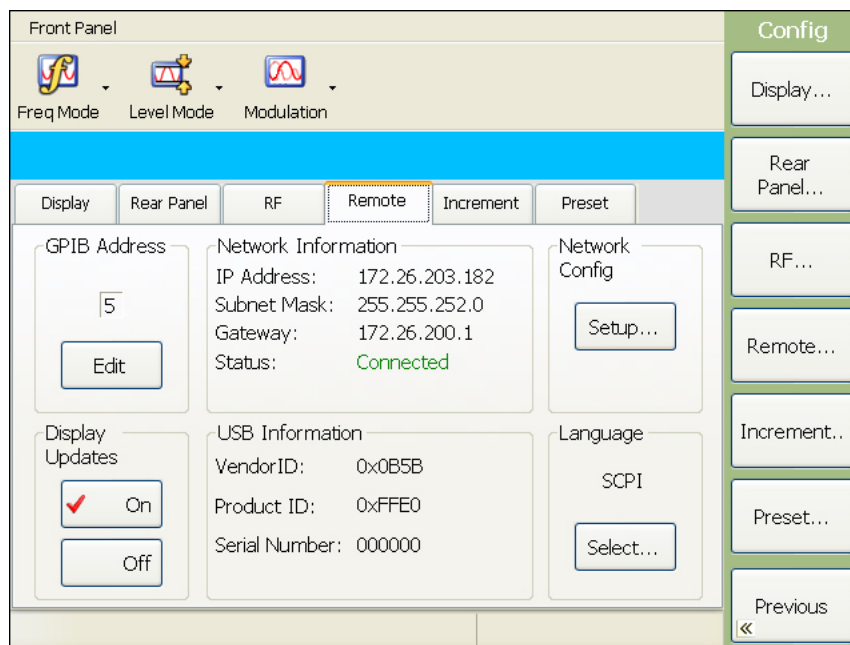 Front Panel
Freq Mode
Level Mode
Modulation
Display
Rear Panel
RF
Remote
Increment
Preset
GPIB Address
5
Edit
Network Information
IP Address: 172.26.203.182
Subnet Mask: 255.255.252.0
Gateway: 172.26.200.1
Status: Connected
Network
Config
Setup...
Display
Updates
On
Off
USB Information
VendorID: 0x0B5B
Product ID: 0xFFE0
Serial Number: 000000
Language
SCPI
Select...
Config
Display...
Rear
Panel...
RF...
Remote...
Increment..
Preset...
Previous